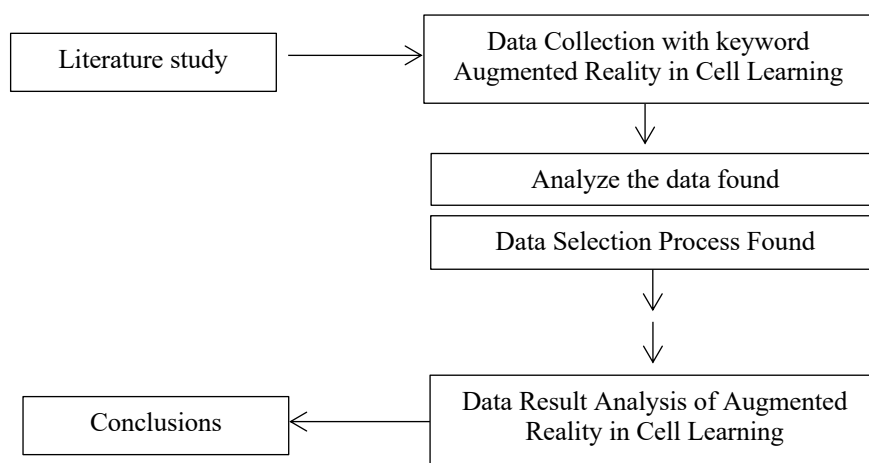 Literature study
Data Collection with keyword
Augmented Reality in Cell Learning
Analyze the data found
Data Selection Process Found
Data Result Analysis of Augmented
Reality in Cell Learning
Conclusions